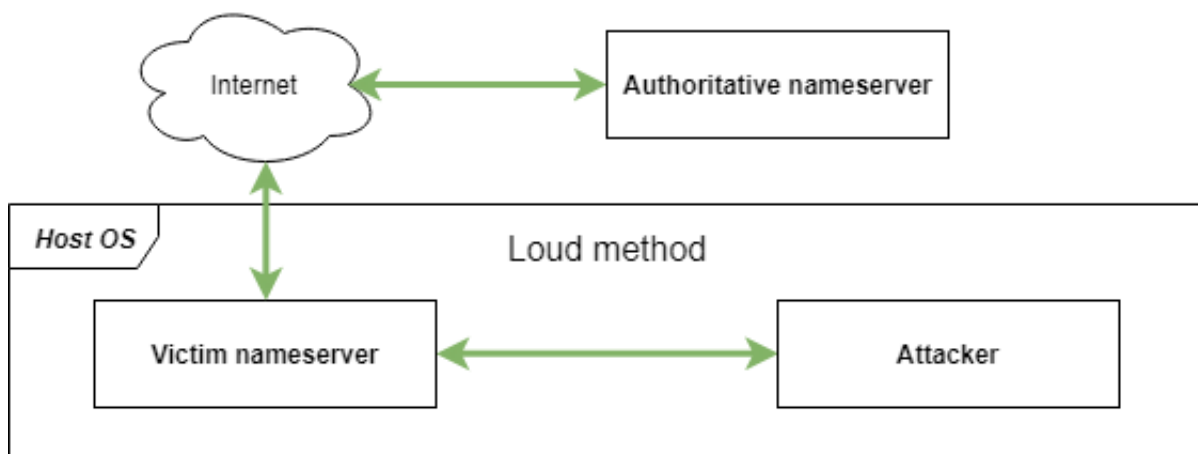 Internet
Authoritative nameserver
Host OS
Loud method
Victim nameserver
Attacker